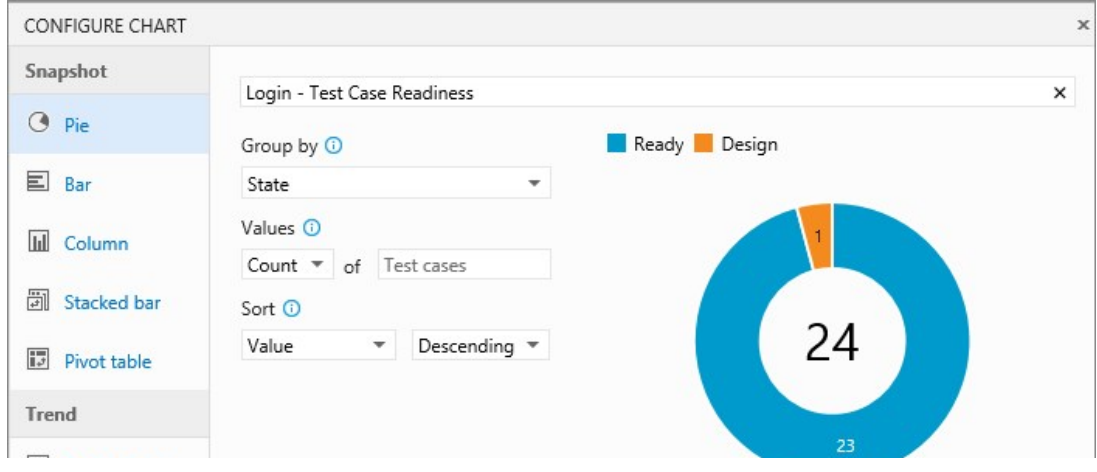 CONFIGURE CHART
Snapshot
Pie
Bar
Column
Stacked bar
Pivot table
Trend
Login - Test Case Readiness
Group by
State
Values
Count of Test cases
Sort
Value Descending
Ready Design
1
24
23